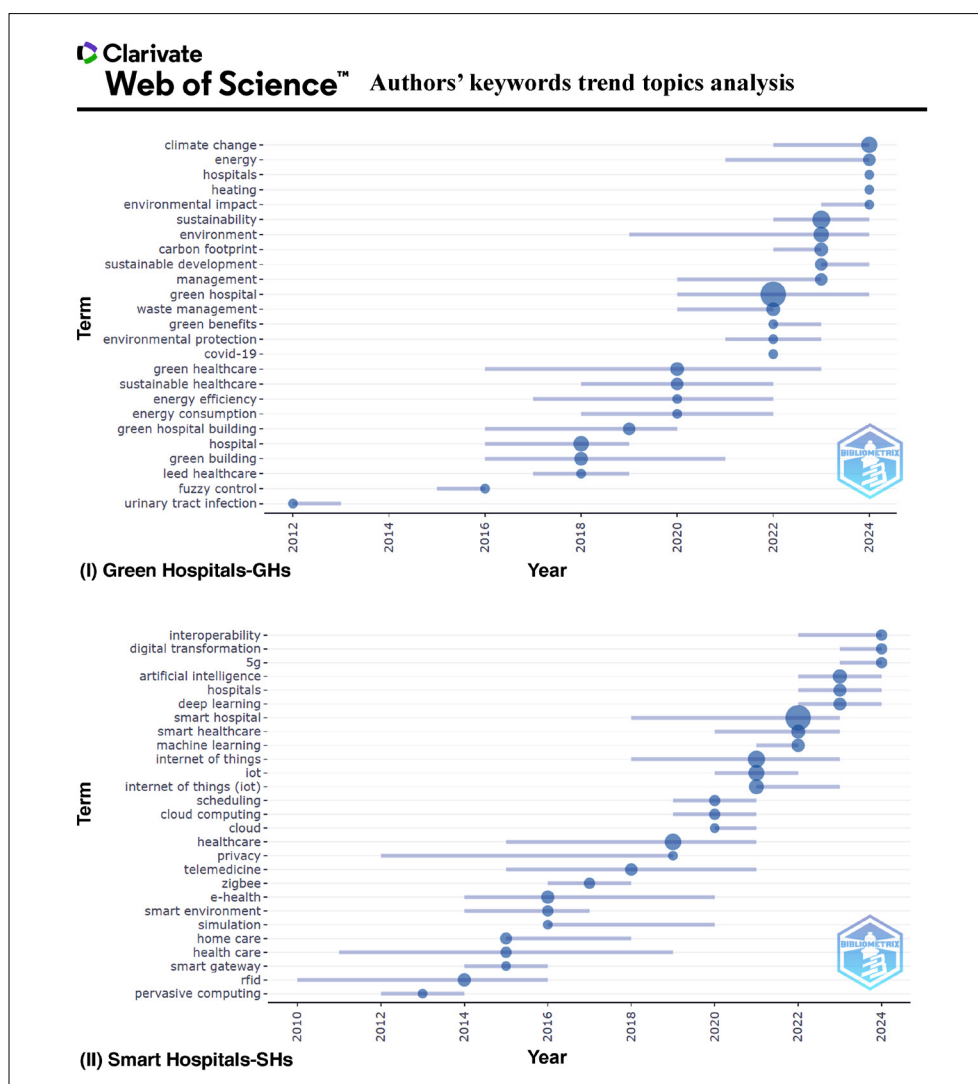 Clarivate
Web of Science™ Authors' keywords trend topics analysis
climate change
energy
hospitals
heating
environmental impact
sustainability
environment
carbon footprint
sustainable development
management
green hospital
waste management
green benefits
environmental protection
covid-19
green healthcare
sustainable healthcare
energy efficiency
energy consumption
green hospital building
hospital
green building
leed healthcare
fuzzy control
urinary tract infection
Term
BIBLIOMETRIX
2012 2014 2016 2018 2020 2022 2024
(I) Green Hospitals-GHs Year
interoperability
digital transformation
5g
artificial intelligence
hospitals
deep learning
smart hospital
smart healthcare
machine learning
internet of things
iot
internet of things (iot)
scheduling
cloud computing
cloud
healthcare
privacy
telemedicine
zigbee
e-health
smart environment
simulation
home care
health care
smart gateway
rfid
pervasive computing
Term
BIBLIOMETRIX
2010 2012 2014 2016 2018 2020 2022 2024
(II) Smart Hospitals-SHs Year